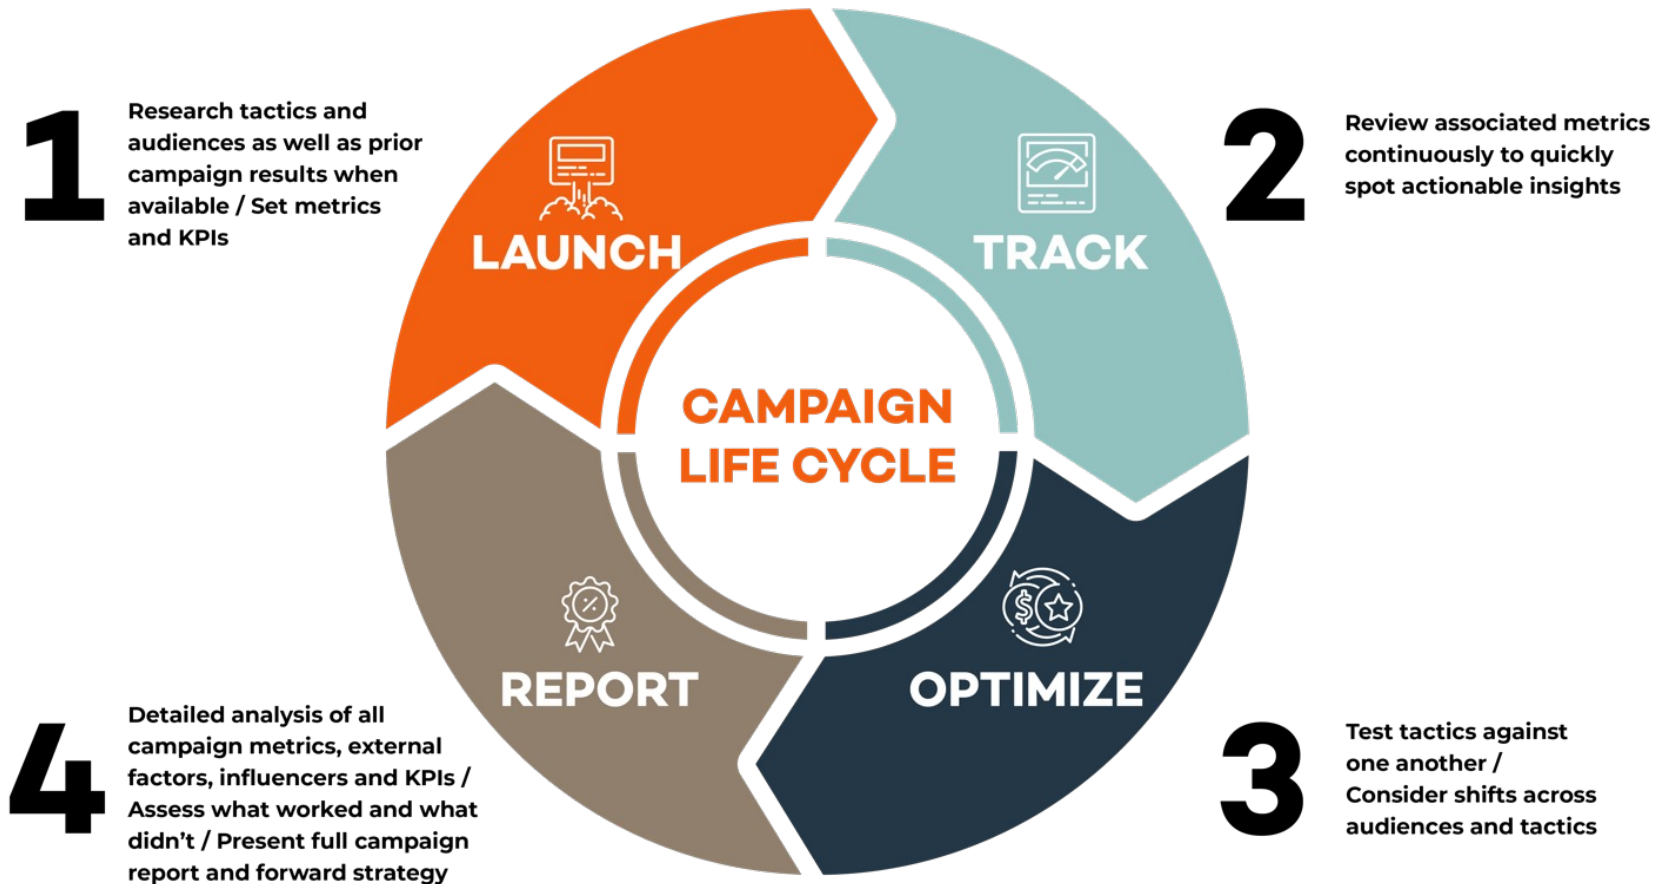 1
Research tactics and
audiences as well as prior
campaign results when
available / Set metrics
and KPIs
LAUNCH
TRACK
2
Review associated metrics
continuously to quickly
spot actionable insights
CAMPAIGN
LIFE CYCLE
OPTIMIZE
3
Test tactics against
one another /
Consider shifts across
audiences and tactics
REPORT
4
Detailed analysis of all
campaign metrics, external
factors, influencers and KPIs /
Assess what worked and what
didn’t / Present full campaign
report and forward strategy
$
%